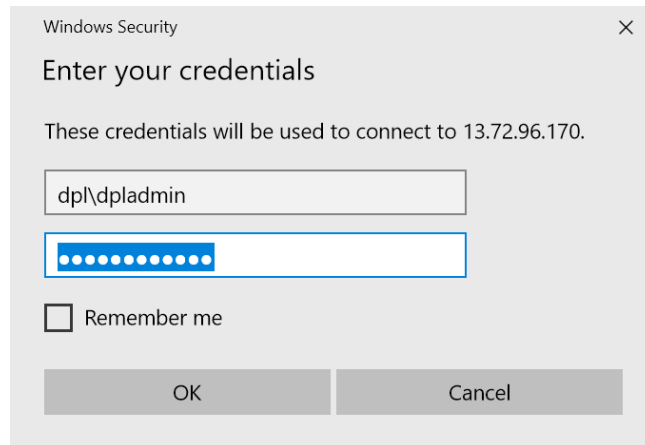 Windows Security
Enter your credentials
These credentials will be used to connect to 13.72.96.170.
dpl\dpladmin
●●●●●●●●●●●●
Remember me
OK
Cancel